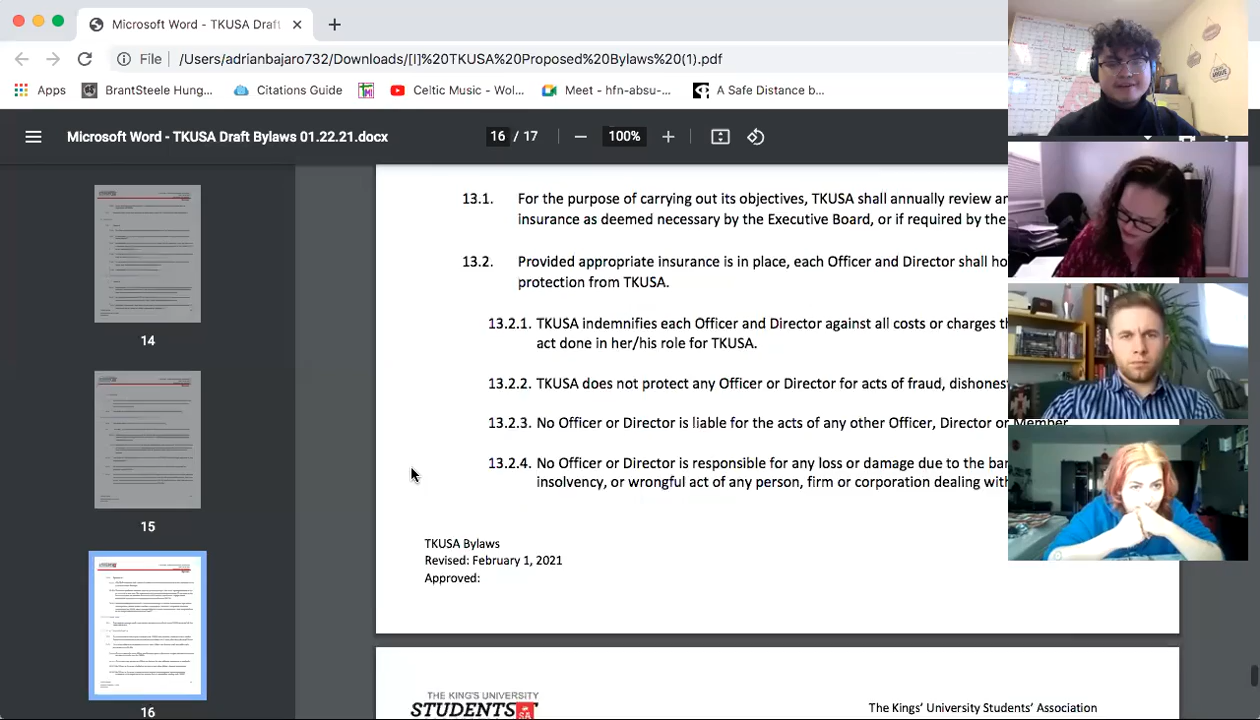 Microsoft Word - TKUSA Draft
File
/Users/adrianbajaro732/Downloads/[I]%20TKUSA%20Proposed%20Bylaws%20(1).pdf
Apps
BrantSteele Hung...
Citations Guide
Celtic Music - Wol...
Meet - hfn-absu-...
A Safe Distance b...
Microsoft Word - TKUSA Draft Bylaws 01.22.21.docx
16 / 17
100%
14
15
16
13.1. For the purpose of carrying out its objectives, TKUSA shall annually review
insurance as deemed necessary by the Executive Board, or if required by the
13.2. Provided appropriate insurance is in place, each Officer and Director shall
protection from TKUSA.
13.2.1. TKUSA indemnifies each Officer and Director against all costs or charges
act done in her/his role for TKUSA.
13.2.2. TKUSA does not protect any Officer or Director for acts of fraud,
13.2.3. No Officer or Director is liable for the acts of any other Officer, Director or Member
13.2.4. No Officer or Director is responsible for any loss or damage due to the
insolvency, or wrongful act of any person, firm or corporation dealing
TKUSA Bylaws
Revised: February 1, 2021
Approved:
THE KING'S UNIVERSITY
STUDENTS'
SA
The Kings' University Students' Association